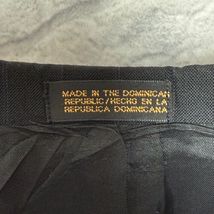 MADE IN THE DOMINICAN
REPUBLIC/HECHO EN LA
REPUBLICA DOMINICANA